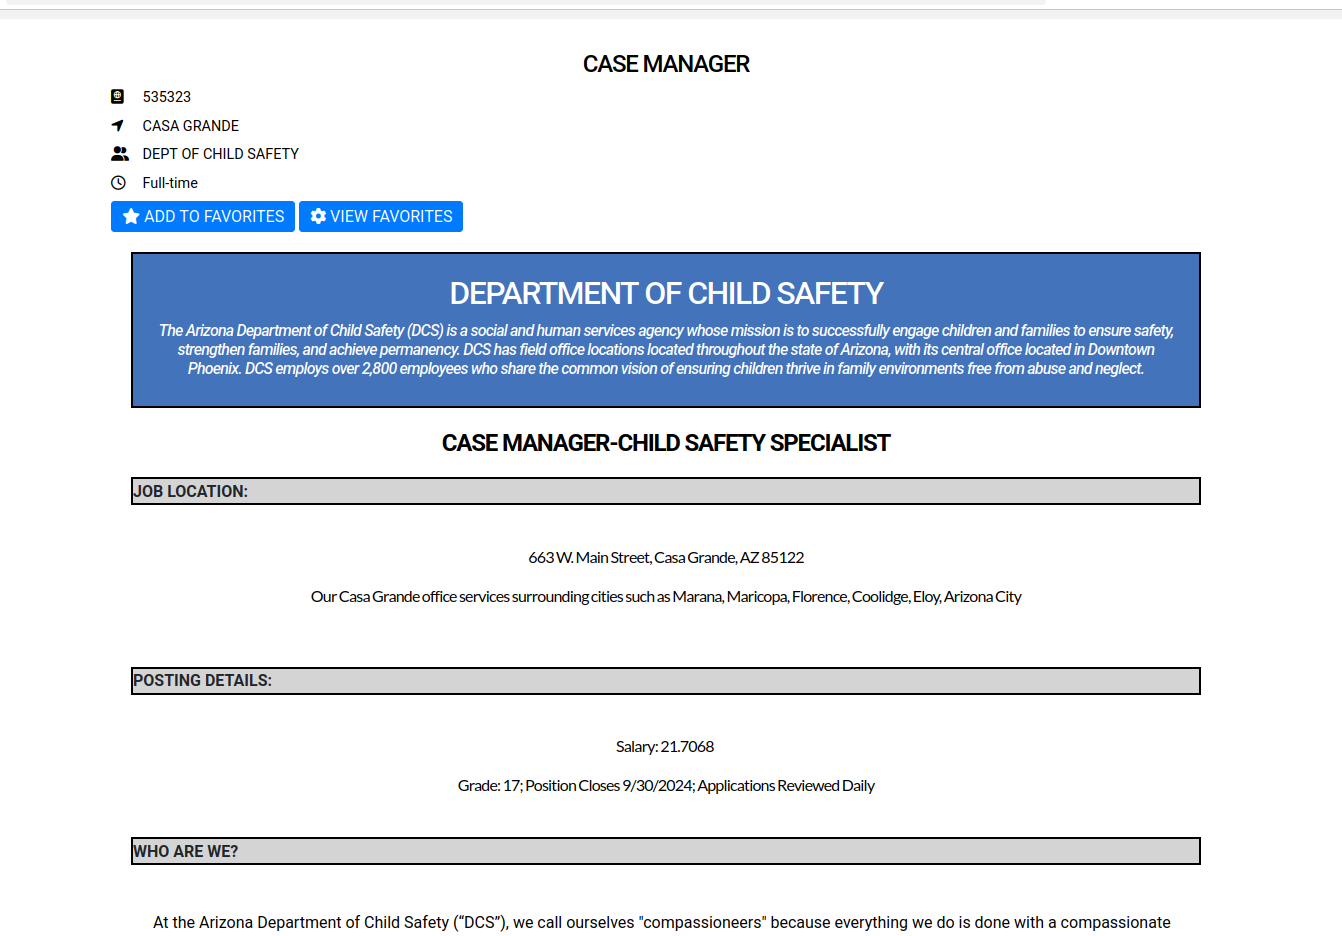 CASE MANAGER
535323
CASA GRANDE
DEPT OF CHILD SAFETY
Full-time
ADD TO FAVORITES VIEW FAVORITES
DEPARTMENT OF CHILD SAFETY
The Arizona Department of Child Safety (DCS) is a social and human services agency whose mission is to successfully engage children and families to ensure safety,
strengthen families, and achieve permanency. DCS has field office locations located throughout the state of Arizona, with its central office located in Downtown
Phoenix. DCS employs over 2,800 employees who share the common vision of ensuring children thrive in family environments free from abuse and neglect.
CASE MANAGER-CHILD SAFETY SPECIALIST
JOB LOCATION:
663 W. Main Street, Casa Grande, AZ 85122
Our Casa Grande office services surrounding cities such as Marana, Maricopa, Florence, Coolidge, Eloy, Arizona City
POSTING DETAILS:
Salary: 21.7068
Grade: 17; Position Closes 9/30/2024; Applications Reviewed Daily
WHO ARE WE?
At the Arizona Department of Child Safety (“DCS”), we call ourselves "compassioneers" because everything we do is done with a compassionate